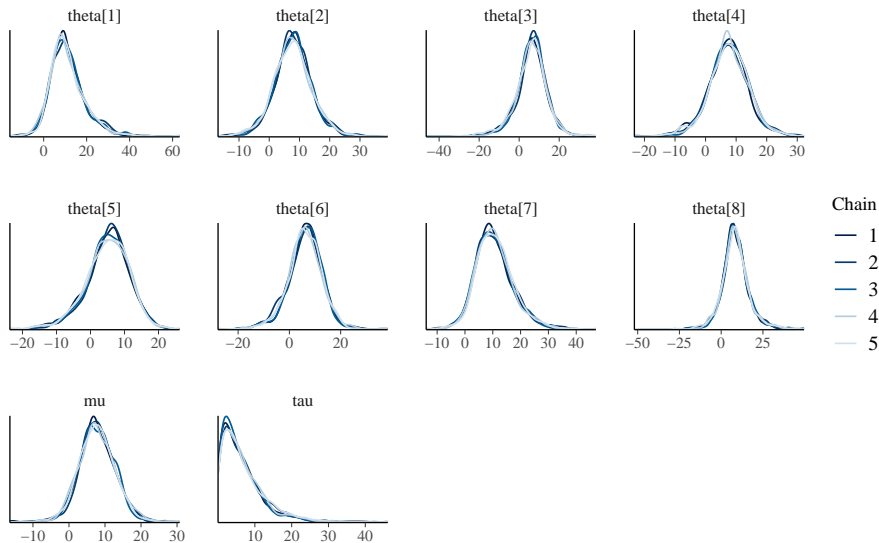 theta[1] theta[2] theta[3] theta[4]
0 20 40 60 −10 0 10 20 30 −40 −20 0 20 −20 −10 0 10 20 30
theta[5] theta[6] theta[7] theta[8]
−20 −10 0 10 20 −20 0 20 −10 0 10 20 30 40 −50 −25 0 25
mu tau
−10 0 10 20 30 10 20 30 40
Chain
1
2
3
4
5